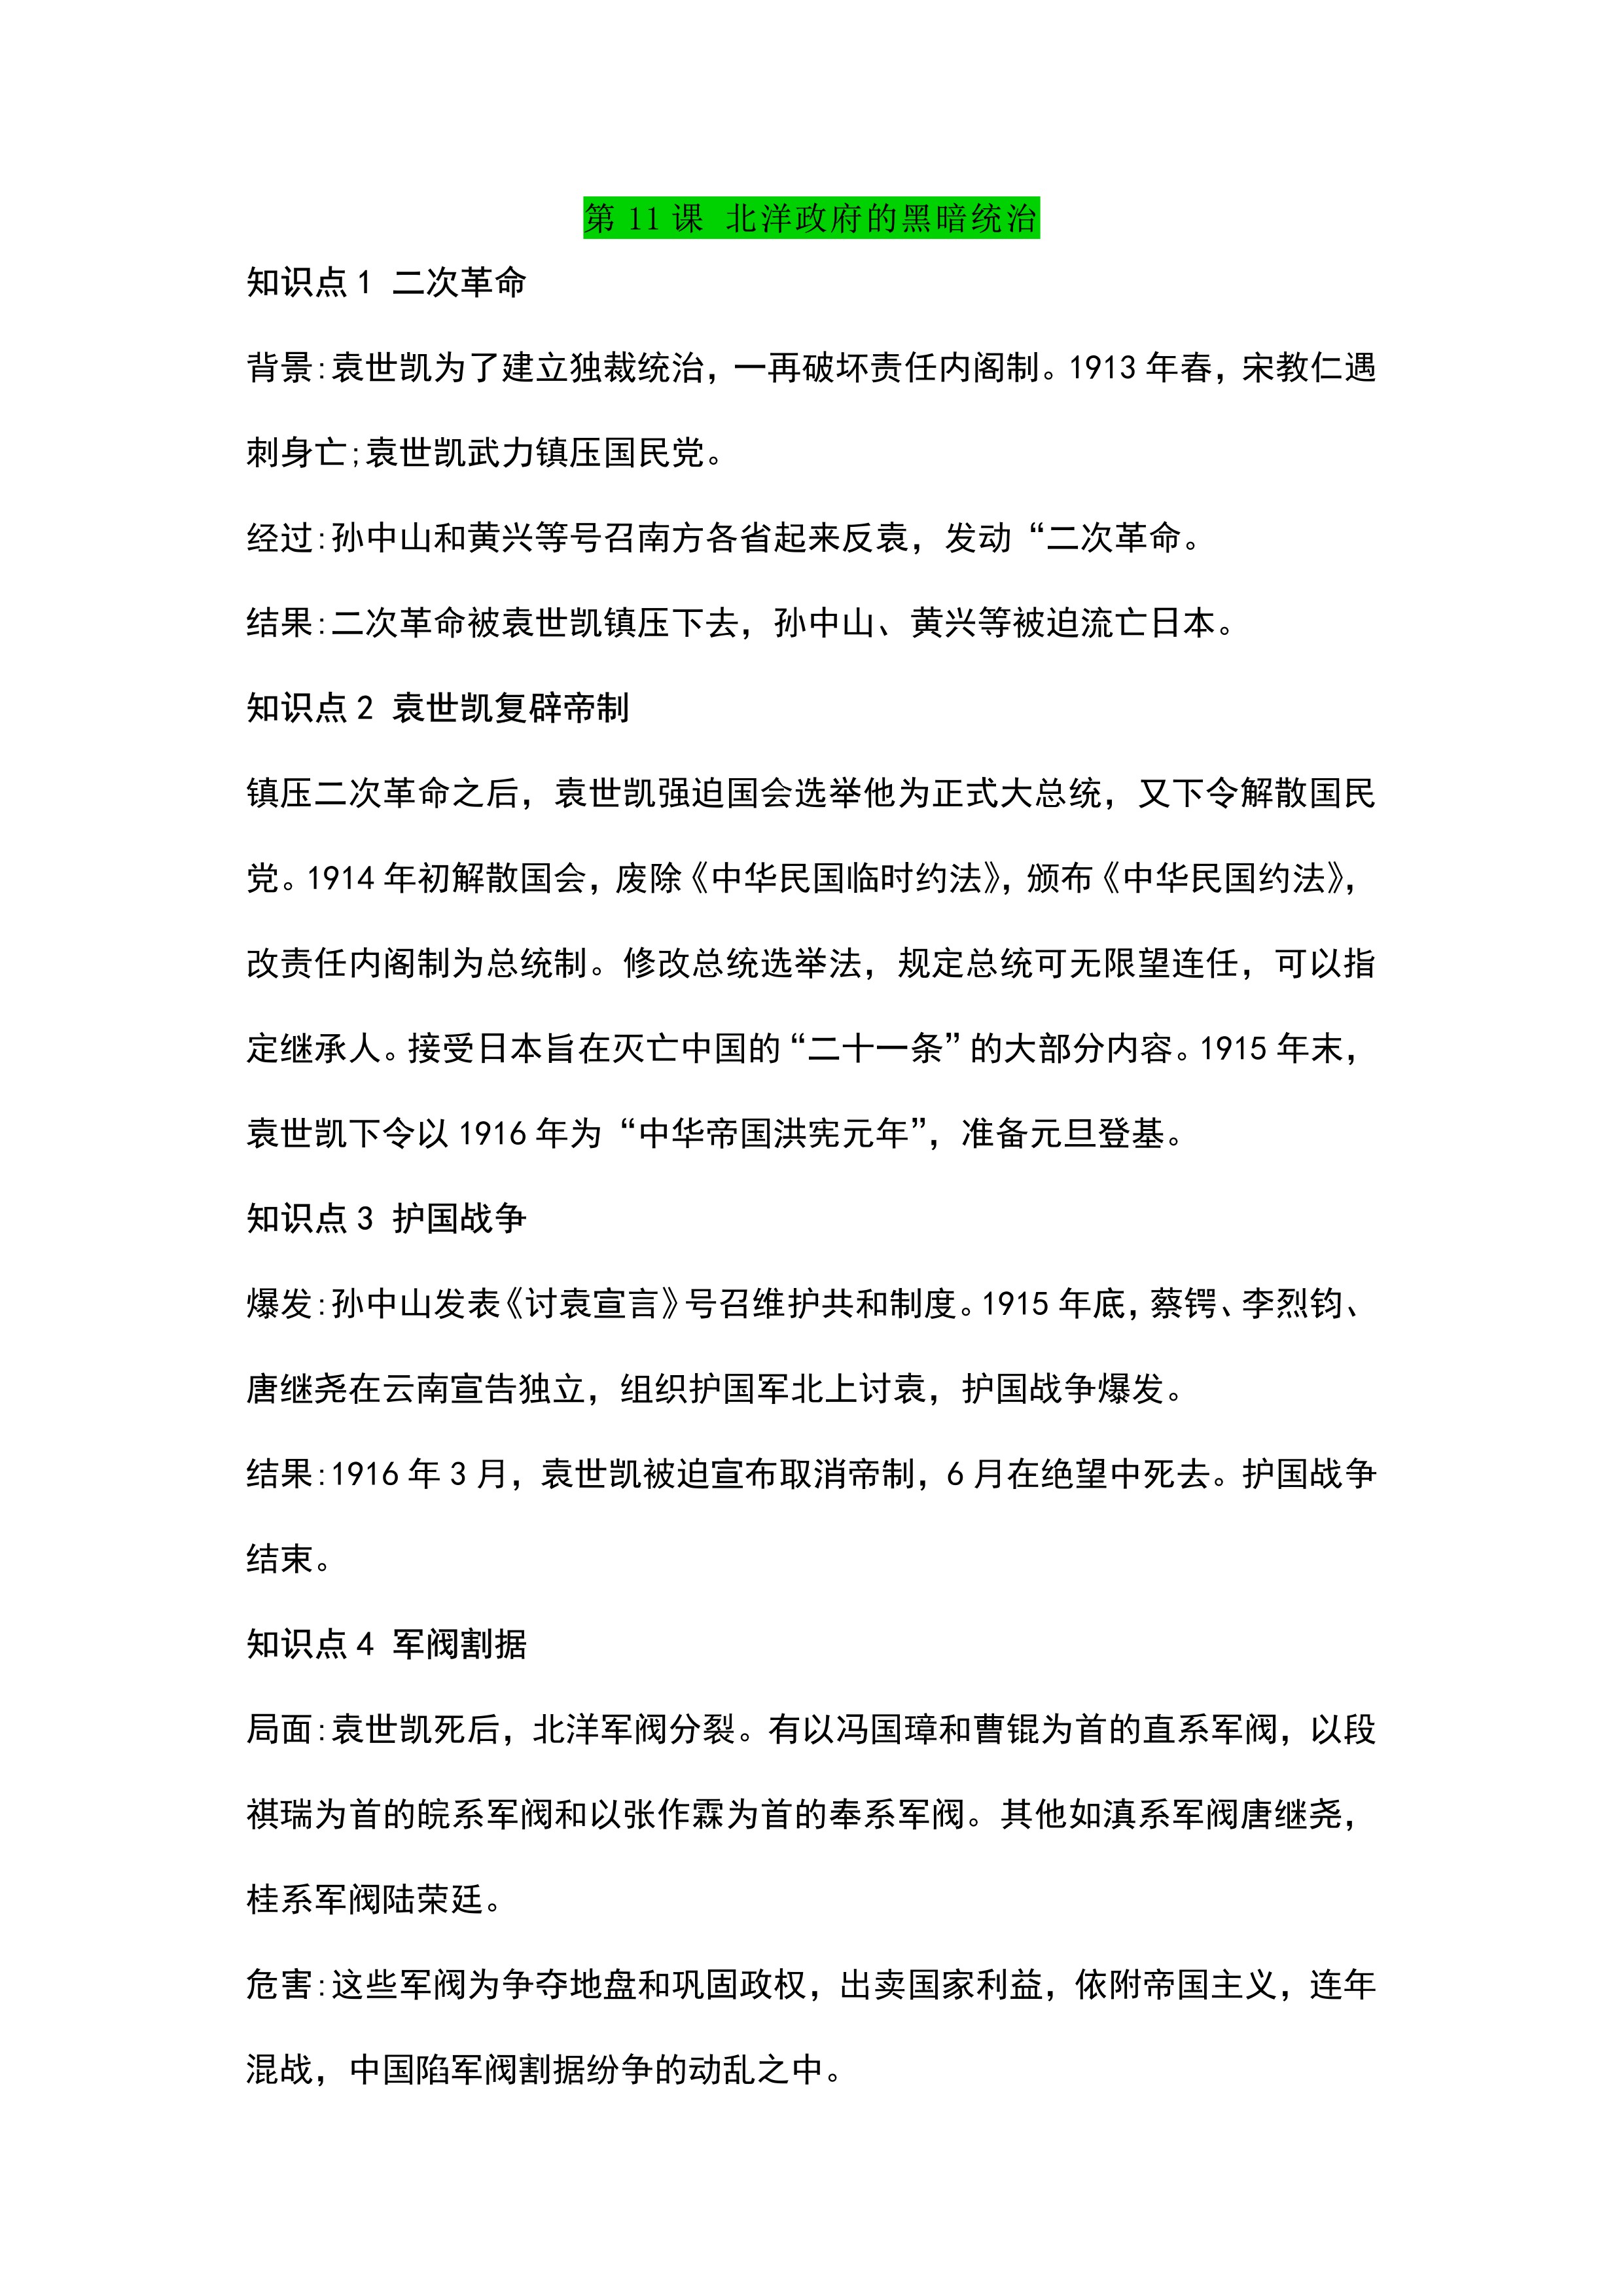 第 11 课 北洋政府的黑暗统治
知识点 1 二次革命
背景:袁世凯为了建立独裁统治，一再破坏责任内阁制。1913 年春，宋教仁遇
刺身亡;袁世凯武力镇压国民党。
经过:孙中山和黄兴等号召南方各省起来反袁，发动“二次革命。
结果:二次革命被袁世凯镇压下去，孙中山、黄兴等被迫流亡日本。
知识点 2 袁世凯复辟帝制
镇压二次革命之后，袁世凯强迫国会选举他为正式大总统，又下令解散国民
党。1914 年初解散国会，废除《中华民国临时约法》，颁布《中华民国约法》，
改责任内阁制为总统制。修改总统选举法，规定总统可无限望连任，可以指
定继承人。接受日本旨在灭亡中国的“二十一条”的大部分内容。1915 年末，
袁世凯下令以 1916 年为“中华帝国洪宪元年”，准备元旦登基。
知识点 3 护国战争
爆发:孙中山发表《讨袁宣言》号召维护共和制度。1915 年底，蔡锷、李烈钧、
唐继尧在云南宣告独立，组织护国军北上讨袁，护国战争爆发。
结果:1916 年 3 月，袁世凯被迫宣布取消帝制，6 月在绝望中死去。护国战争
结束。
知识点 4 军阀割据
局面:袁世凯死后，北洋军阀分裂。有以冯国璋和曹锟为首的直系军阀，以段
祺瑞为首的皖系军阀和以张作霖为首的奉系军阀。其他如滇系军阀唐继尧，
桂系军阀陆荣廷。
危害:这些军阀为争夺地盘和巩固政权，出卖国家利益，依附帝国主义，连年
混战，中国陷军阀割据纷争的动乱之中。